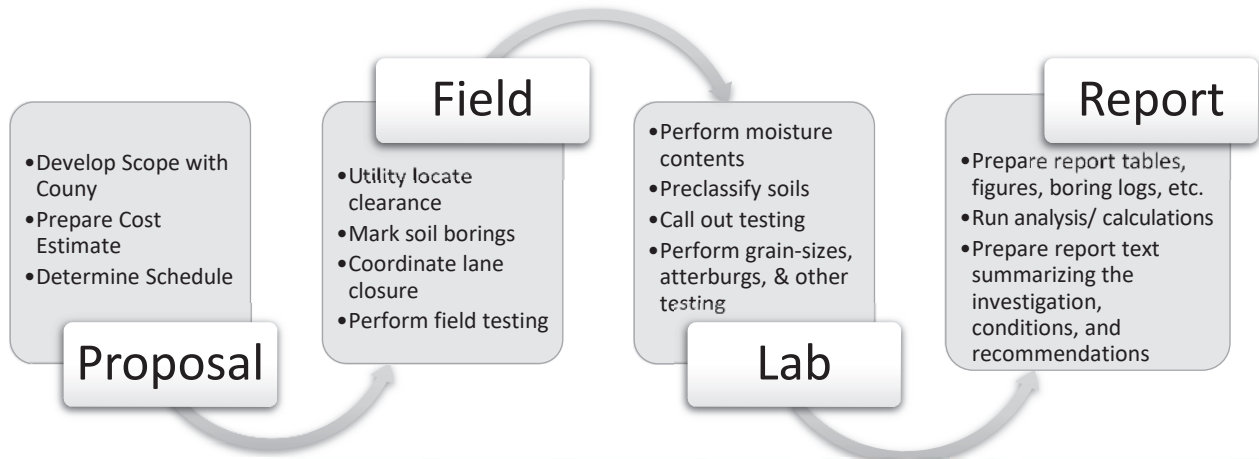 Proposal
•Develop Scope with
Couny
•Prepare Cost
Estimate
•Determine Schedule
Field
•Utility locate
clearance
•Mark soil borings
•Coordinate lane
closure
•Perform field testing
•Perform moisture
contents
•Preclassify soils
•Call out testing
•Perform grain-sizes,
atterburgs, & other
testing
Lab
Report
•Prepare report tables,
figures, boring logs, etc.
•Run analysis/ calculations
•Prepare report text
summarizing the
investigation,
conditions, and
recommendations